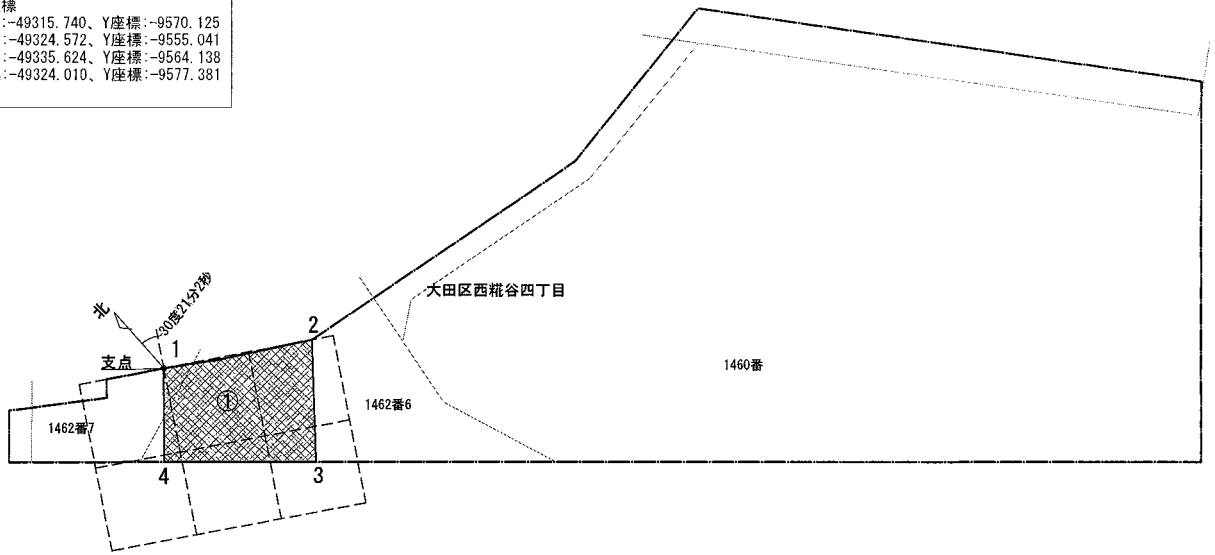 標
:-49315.740、Y座標:-9570.125
:-49324.572、Y座標:-9555.041
:-49335.624、Y座標:-9564.138
:-49324.010、Y座標:-9577.381
北
30度21分2秒
支点
1
2
大田区西糀谷四丁目
1460番
①
1462番6
1462番7
4
3